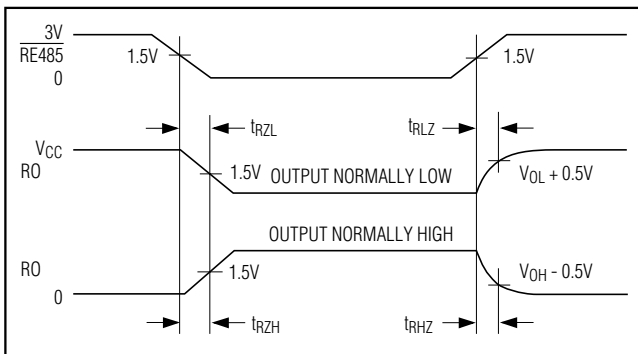 3V
RE485
1.5V
1.5V
0
tRZL
tRLZ
VCC
RO
1.5V
OUTPUT NORMALLY LOW
VOL + 0.5V
OUTPUT NORMALLY HIGH
RO
1.5V
VOH - 0.5V
0
tRZH
tRHZ